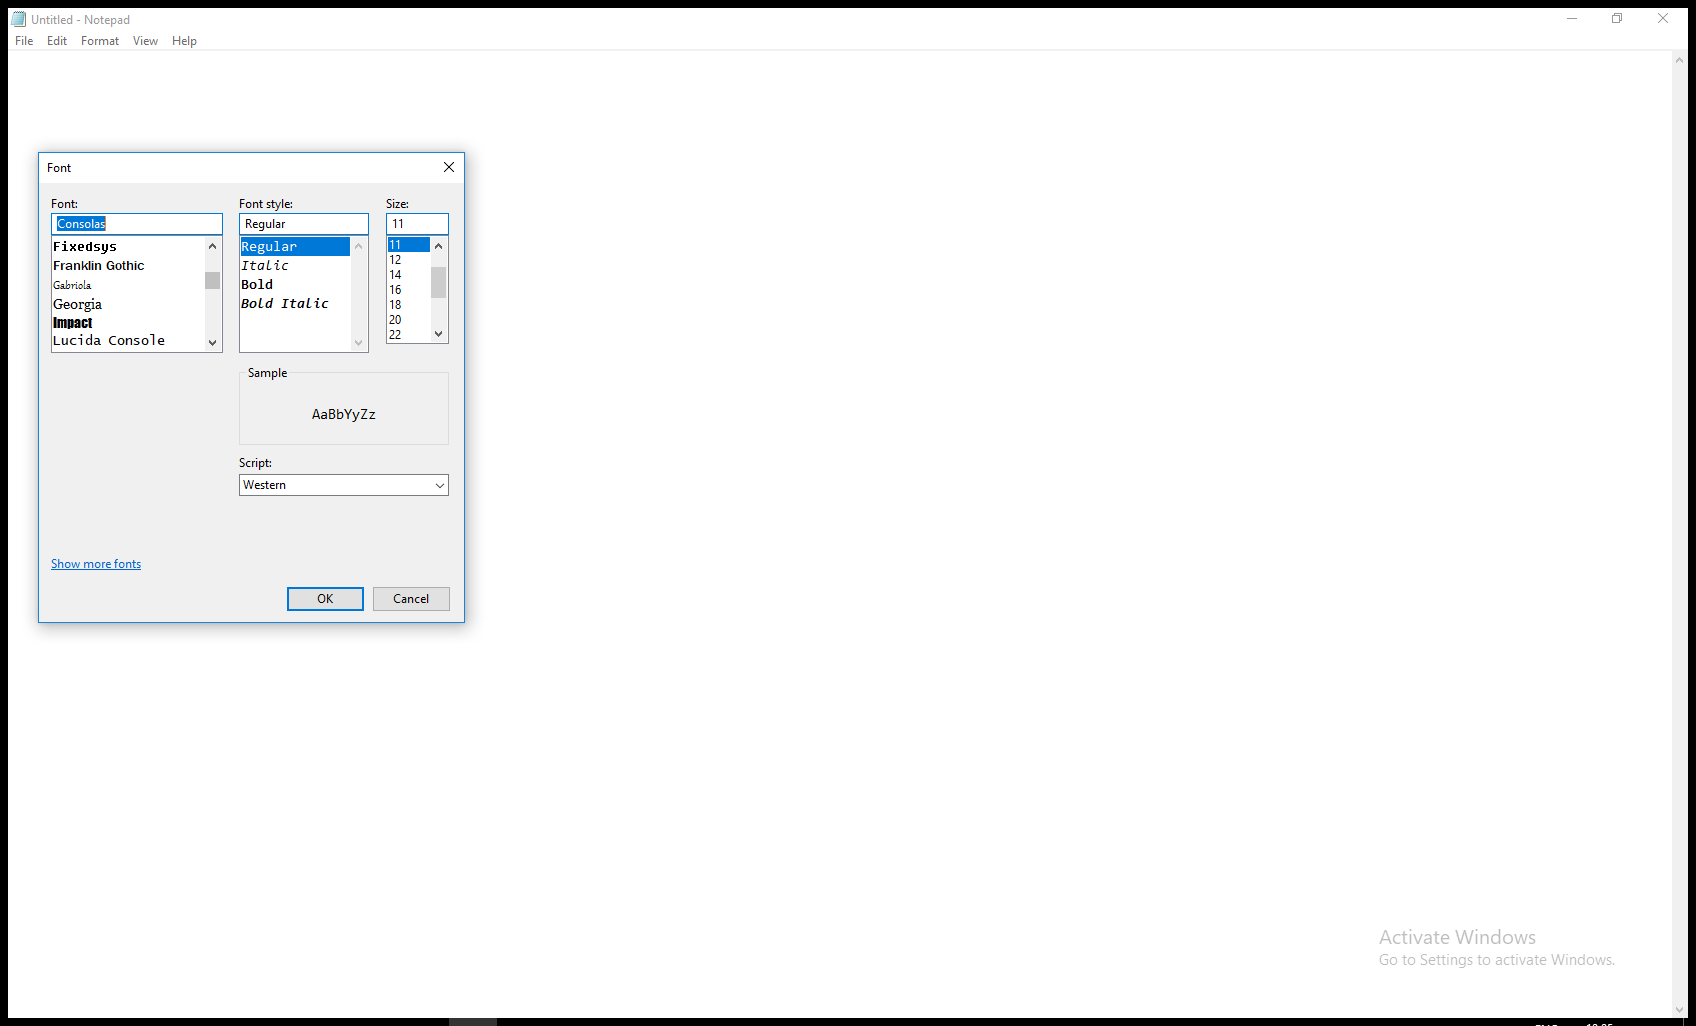 Untitled - Notepad
File Edit Format View Help
Font
Font: Font style: Size:
Consolas Regular 11
Fixedsys Regular 11
Franklin Gothic Italic 12
Gabriola Bold 14
Georgia Bold Italic 16
Impact 18
Lucida Console 20
22
Sample
AaBbYyZz
Script:
Western
Show more fonts
OK Cancel
Activate Windows
Go to Settings to activate Windows.